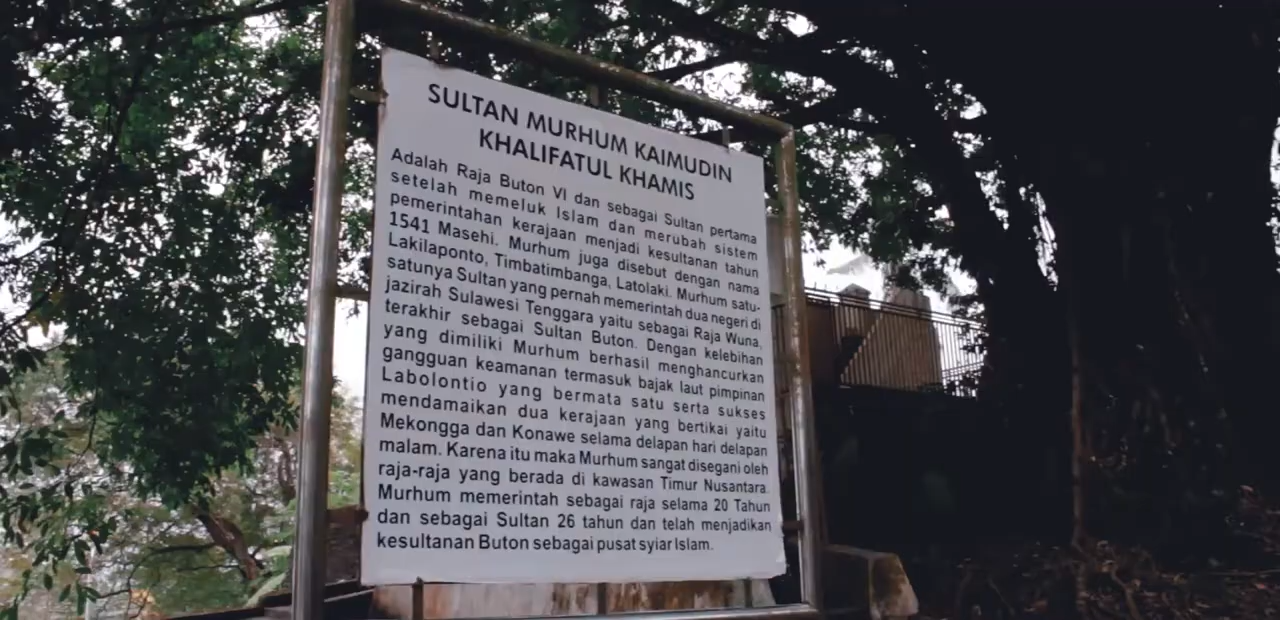 SULTAN MURHUM KAIMUDIN
KHALIFATUL KHAMIS
Adalah Raja Buton VI dan sebagai Sultan pertama
setelah memeluk Islam dan merubah sistem
pemerintahan kerajaan menjadi kesultanan tahun
1541 Masehi. Murhum juga disebut dengan nama
Lakilaponto, Timbatimbanga, Latolaki. Murhum satu-
satunya Sultan yang pernah memerintah dua negeri di
jazirah Sulawesi Tenggara yaitu sebagai Raja Wuna,
terakhir sebagai Sultan Buton. Dengan kelebihan
yang dimiliki Murhum berhasil menghancurkan
gangguan keamanan termasuk bajak laut pimpinan
Labolontio yang bermata satu serta sukses
mendamaikan dua kerajaan yang bertikai yaitu
Mekongga dan Konawe selama delapan hari delapan
malam. Karena itu maka Murhum sangat disegani oleh
raja-raja yang berada di kawasan Timur Nusantara.
Murhum memerintah sebagai raja selama 20 Tahun
dan sebagai Sultan 26 tahun dan telah menjadikan
kesultanan Buton sebagai pusat syiar Islam.